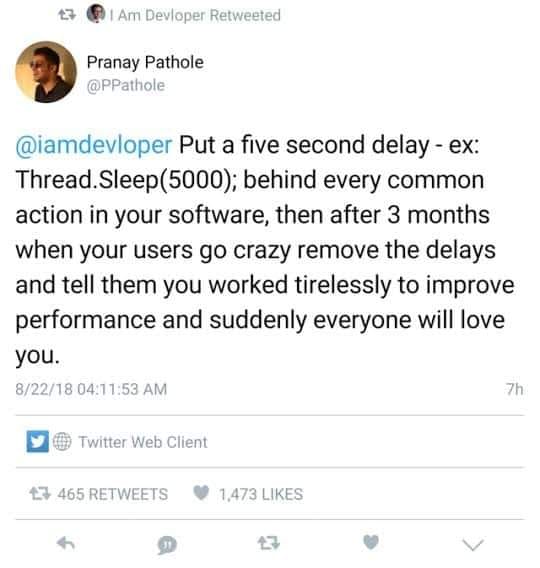 I Am Devloper Retweeted
Pranay Pathole
@PPathole
@iamdevloper Put a five second delay - ex:
Thread.Sleep(5000); behind every common
action in your software, then after 3 months
when your users go crazy remove the delays
and tell them you worked tirelessly to improve
performance and suddenly everyone will love
you.
8/22/18 04:11:53 AM 7h
Twitter Web Client
465 RETWEETS 1,473 LIKES